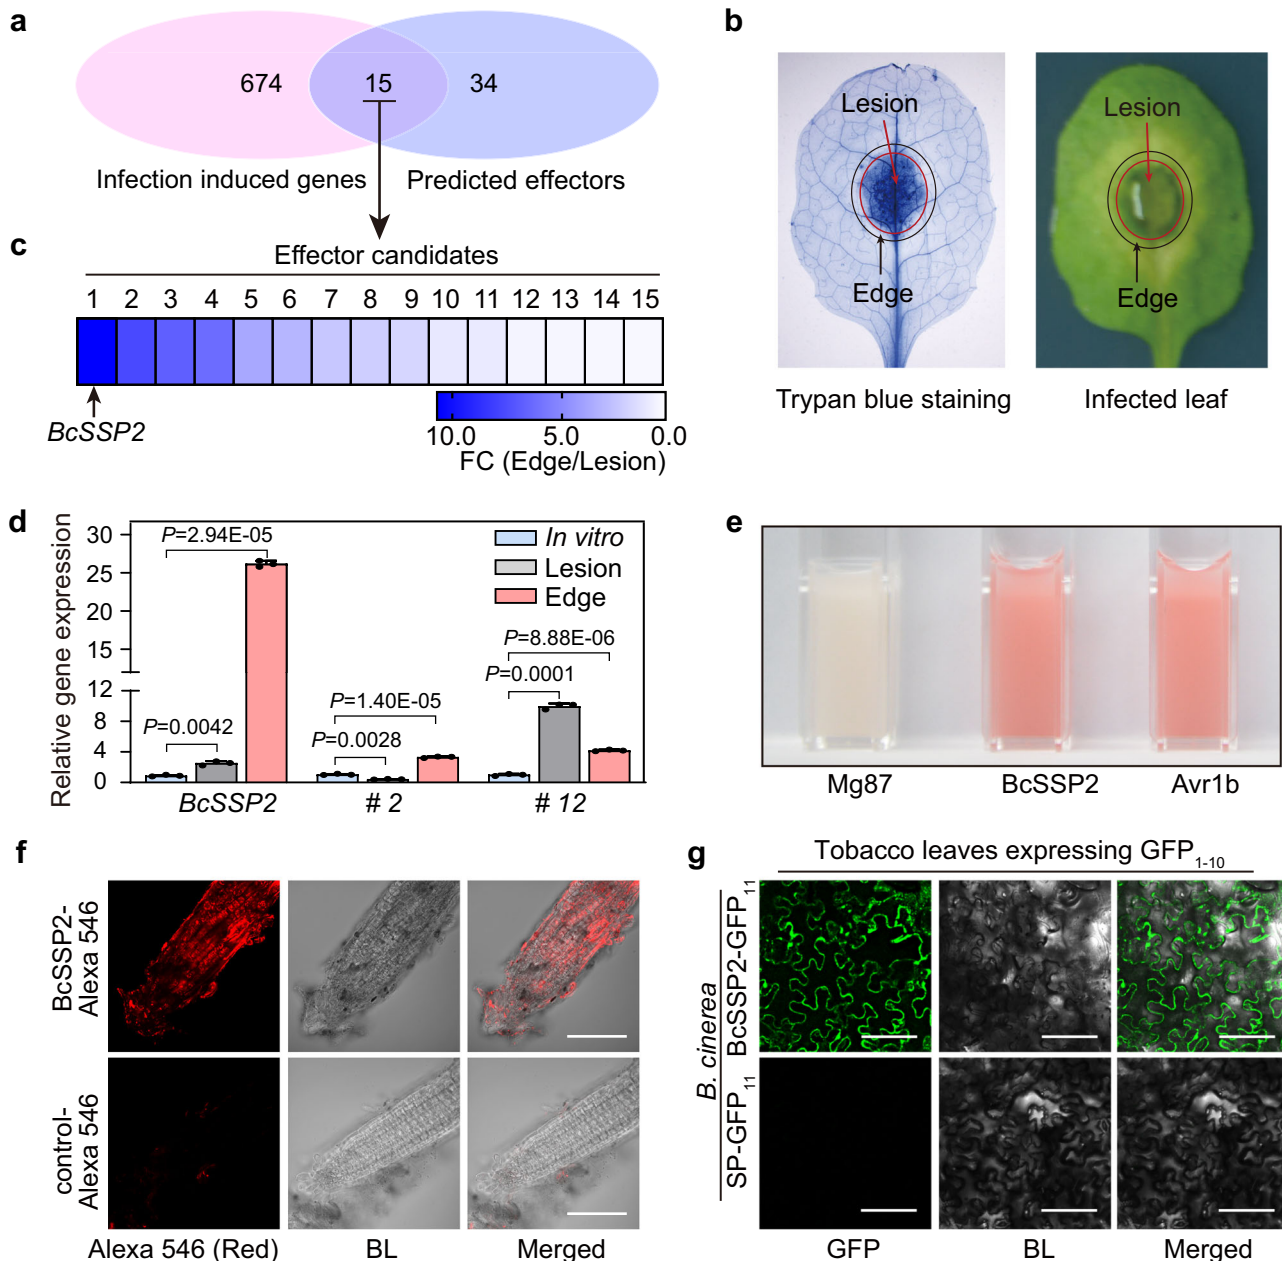 a
674
15
34
Infection induced genes
Predicted effectors
b
Lesion
Edge
Trypan blue staining
Lesion
Edge
Infected leaf
c
Effector candidates
1 2 3 4 5 6 7 8 9 10 11 12 13 14 15
BcSSP2
10.0 5.0 0.0
FC (Edge/Lesion)
d
Relative gene expression
30
25
20
15
12
8
4
0
P=2.94E-05
P=0.0042
P=1.40E-05
P=0.0028
P=8.88E-06
P=0.0001
In vitro
Lesion
Edge
BcSSP2
# 2
# 12
e
Mg87
BcSSP2
Avr1b
f
BcSSP2-
Alexa 546
control-
Alexa 546
Alexa 546 (Red)
BL
Merged
g
Tobacco leaves expressing GFP1-10
B. cinerea
BcSSP2-GFP11
SP-GFP11
GFP
BL
Merged